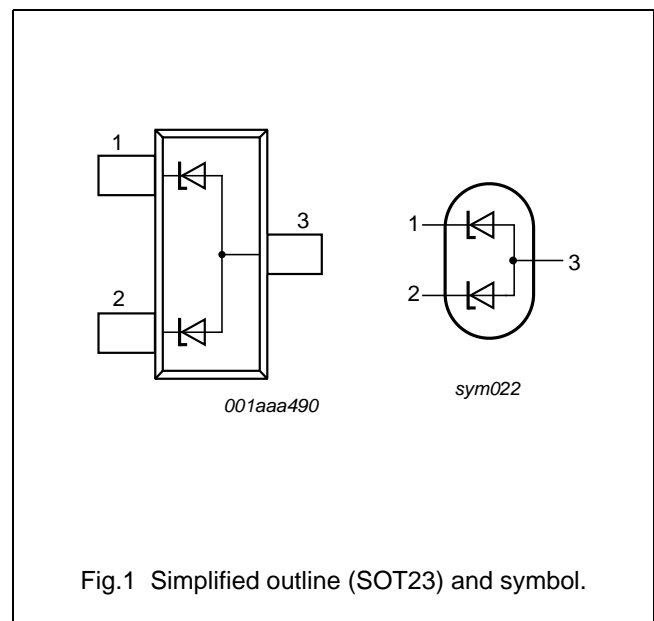 1
2
3
001aaa490
1
2
3
sym022
Fig.1 Simplified outline (SOT23) and symbol.